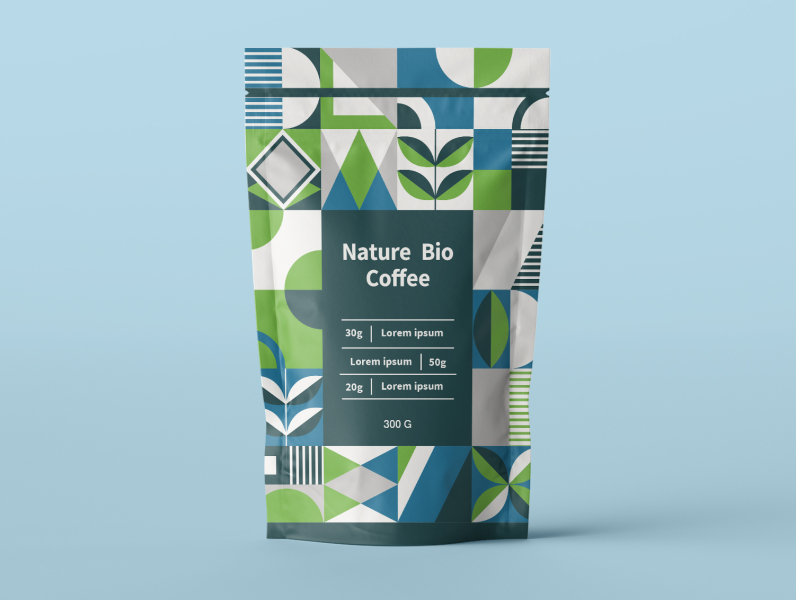 Nature Bio
Coffee
30g | Lorem ipsum
Lorem ipsum | 50g
20g | Lorem ipsum
300 G